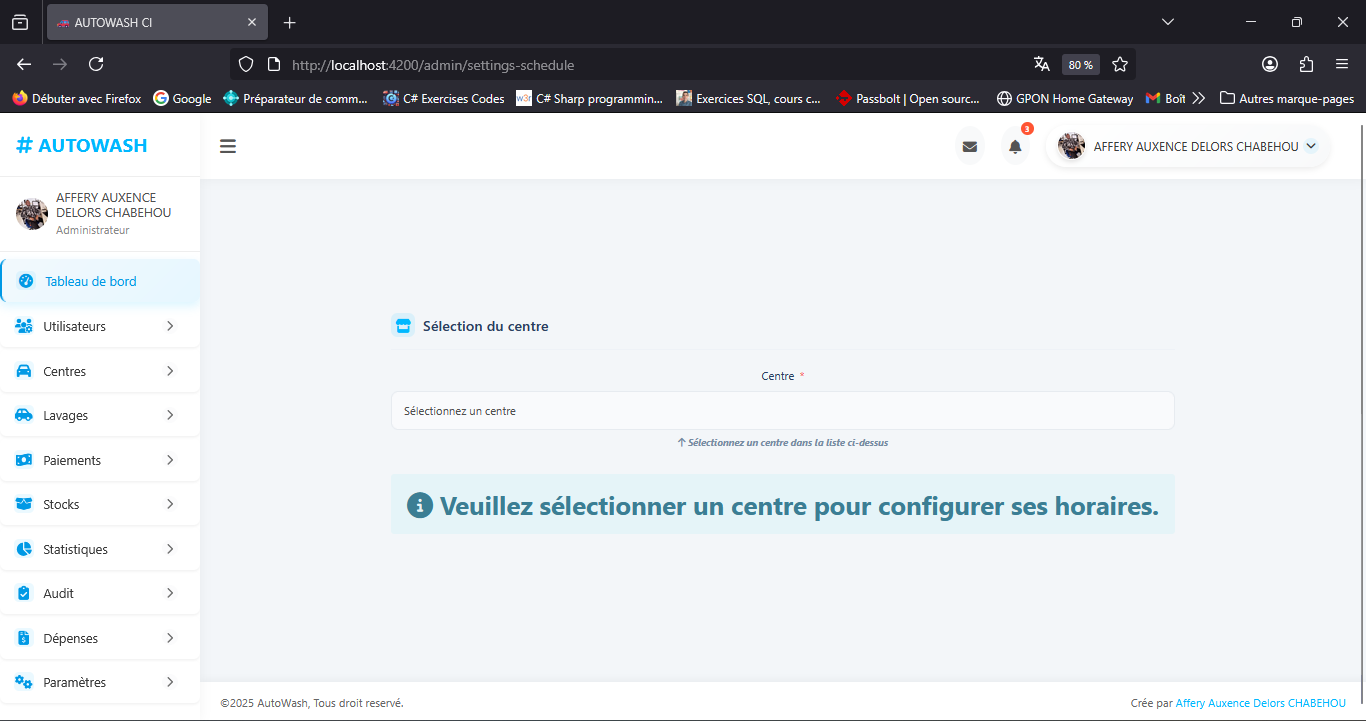 AUTOWASH CI
http://localhost:4200/admin/settings-schedule
80 %
Débuter avec Firefox
Google
Préparateur de comm...
C# Exercises Codes
w3r
C# Sharp programmin...
Exercices SQL, cours c...
Passbolt | Open sourc...
GPON Home Gateway
Boît
Autres marque-pages
# AUTOWASH
3
AFFERY AUXENCE DELORS CHABEHOU
AFFERY AUXENCE
DELORS CHABEHOU
Administrateur
Tableau de bord
Utilisateurs
Centres
Lavages
Paiements
Stocks
Statistiques
Audit
Dépenses
Paramètres
Sélection du centre
Centre *
Sélectionnez un centre
↑ Sélectionnez un centre dans la liste ci-dessus
Veuillez sélectionner un centre pour configurer ses horaires.
©2025 AutoWash, Tous droit reservé.
Crée par Affery Auxence Delors CHABEHOU